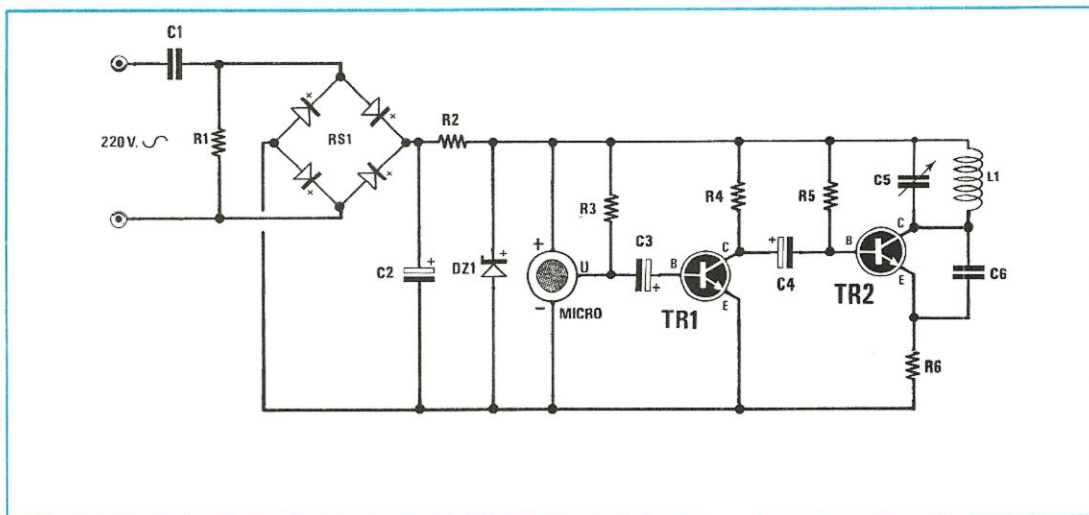 C1
220V.
R1
RS1
R2
C2
+
DZ1
+
+
U
−
MICRO
R3
C3
+
B
C
E
TR1
R4
+
C4
R5
B
C
E
TR2
C5
L1
C6
R6